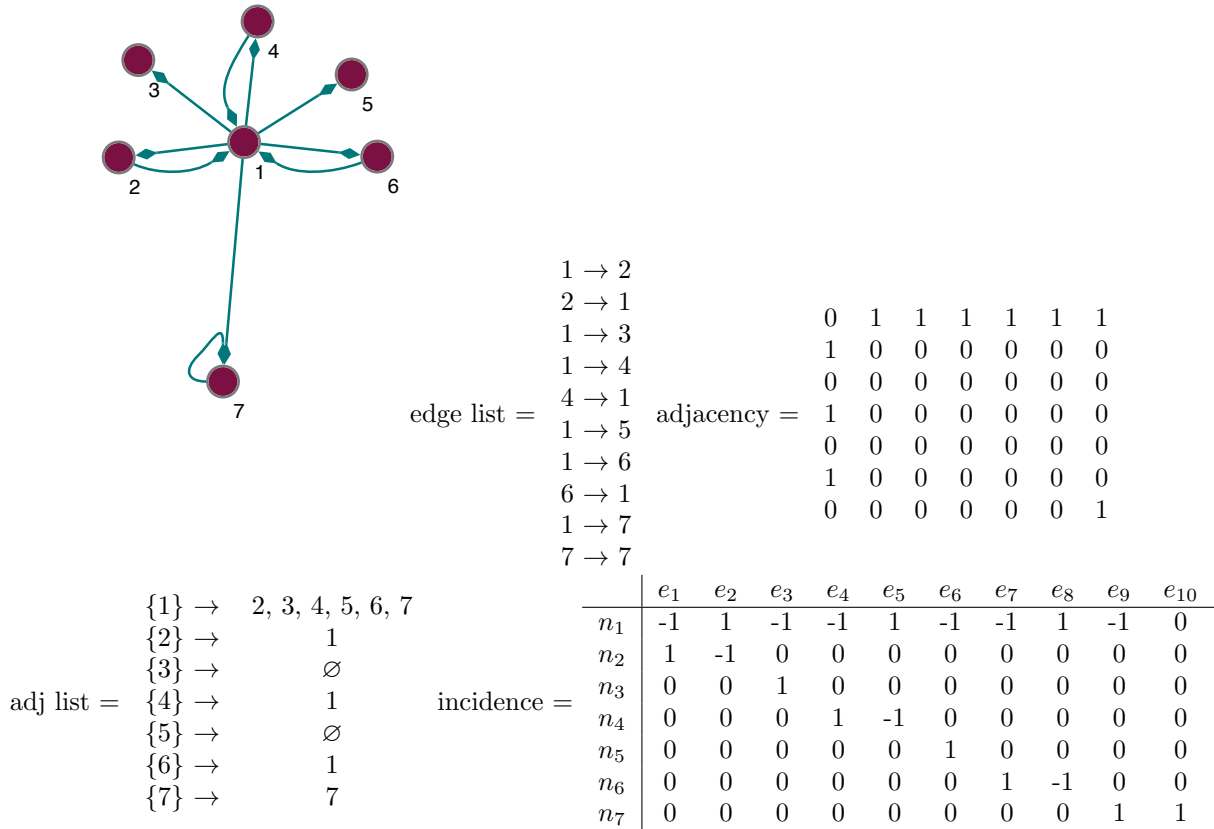 4
3
5
1
2
6
7
edge list =
1 → 2
2 → 1
1 → 3
1 → 4
4 → 1
1 → 5
1 → 6
6 → 1
1 → 7
7 → 7
adjacency =
0 1 1 1 1 1 1
1 0 0 0 0 0 0
0 0 0 0 0 0 0
1 0 0 0 0 0 0
0 0 0 0 0 0 0
1 0 0 0 0 0 0
0 0 0 0 0 0 1
adj list =
{1} → 2, 3, 4, 5, 6, 7
{2} → 1
{3} → ∅
{4} → 1
{5} → ∅
{6} → 1
{7} → 7
incidence =
e₁ e₂ e₃ e₄ e₅ e₆ e₇ e₈ e₉ e₁₀
n₁ -1 1 -1 -1 1 -1 -1 1 -1 0
n₂ 1 -1 0 0 0 0 0 0 0 0
n₃ 0 0 1 0 0 0 0 0 0 0
n₄ 0 0 0 1 -1 0 0 0 0 0
n₅ 0 0 0 0 0 1 0 0 0 0
n₆ 0 0 0 0 0 0 1 -1 0 0
n₇ 0 0 0 0 0 0 0 0 1 1